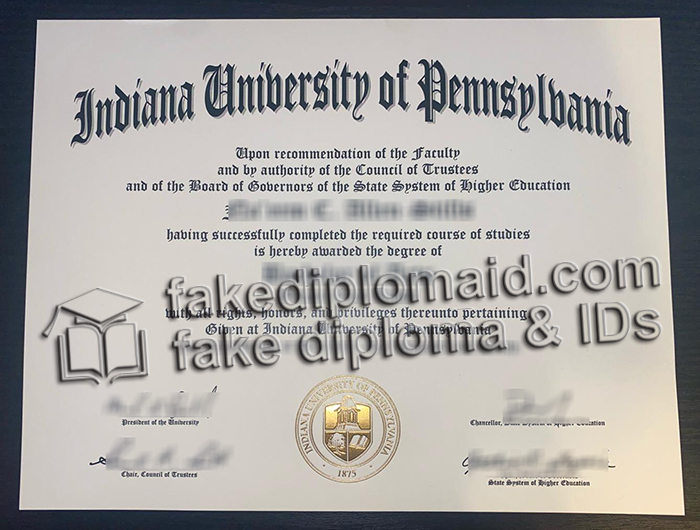 Indiana University of Pennsylvania
Upon recommendation of the Faculty
and by authority of the Council of Trustees
and of the Board of Governors of the State System of Higher Education
having successfully completed the required course of studies
is hereby awarded the degree of
fakediplomaid.com
with all rights, honors, and privileges thereunto pertaining
Given at Indiana University of Pennsylvania
fake diploma & IDs
President of the University
Chancellor, State System of Higher Education
INDIANA UNIVERSITY OF PENNSYLVANIA
1875
Chair, Council of Trustees
State System of Higher Education